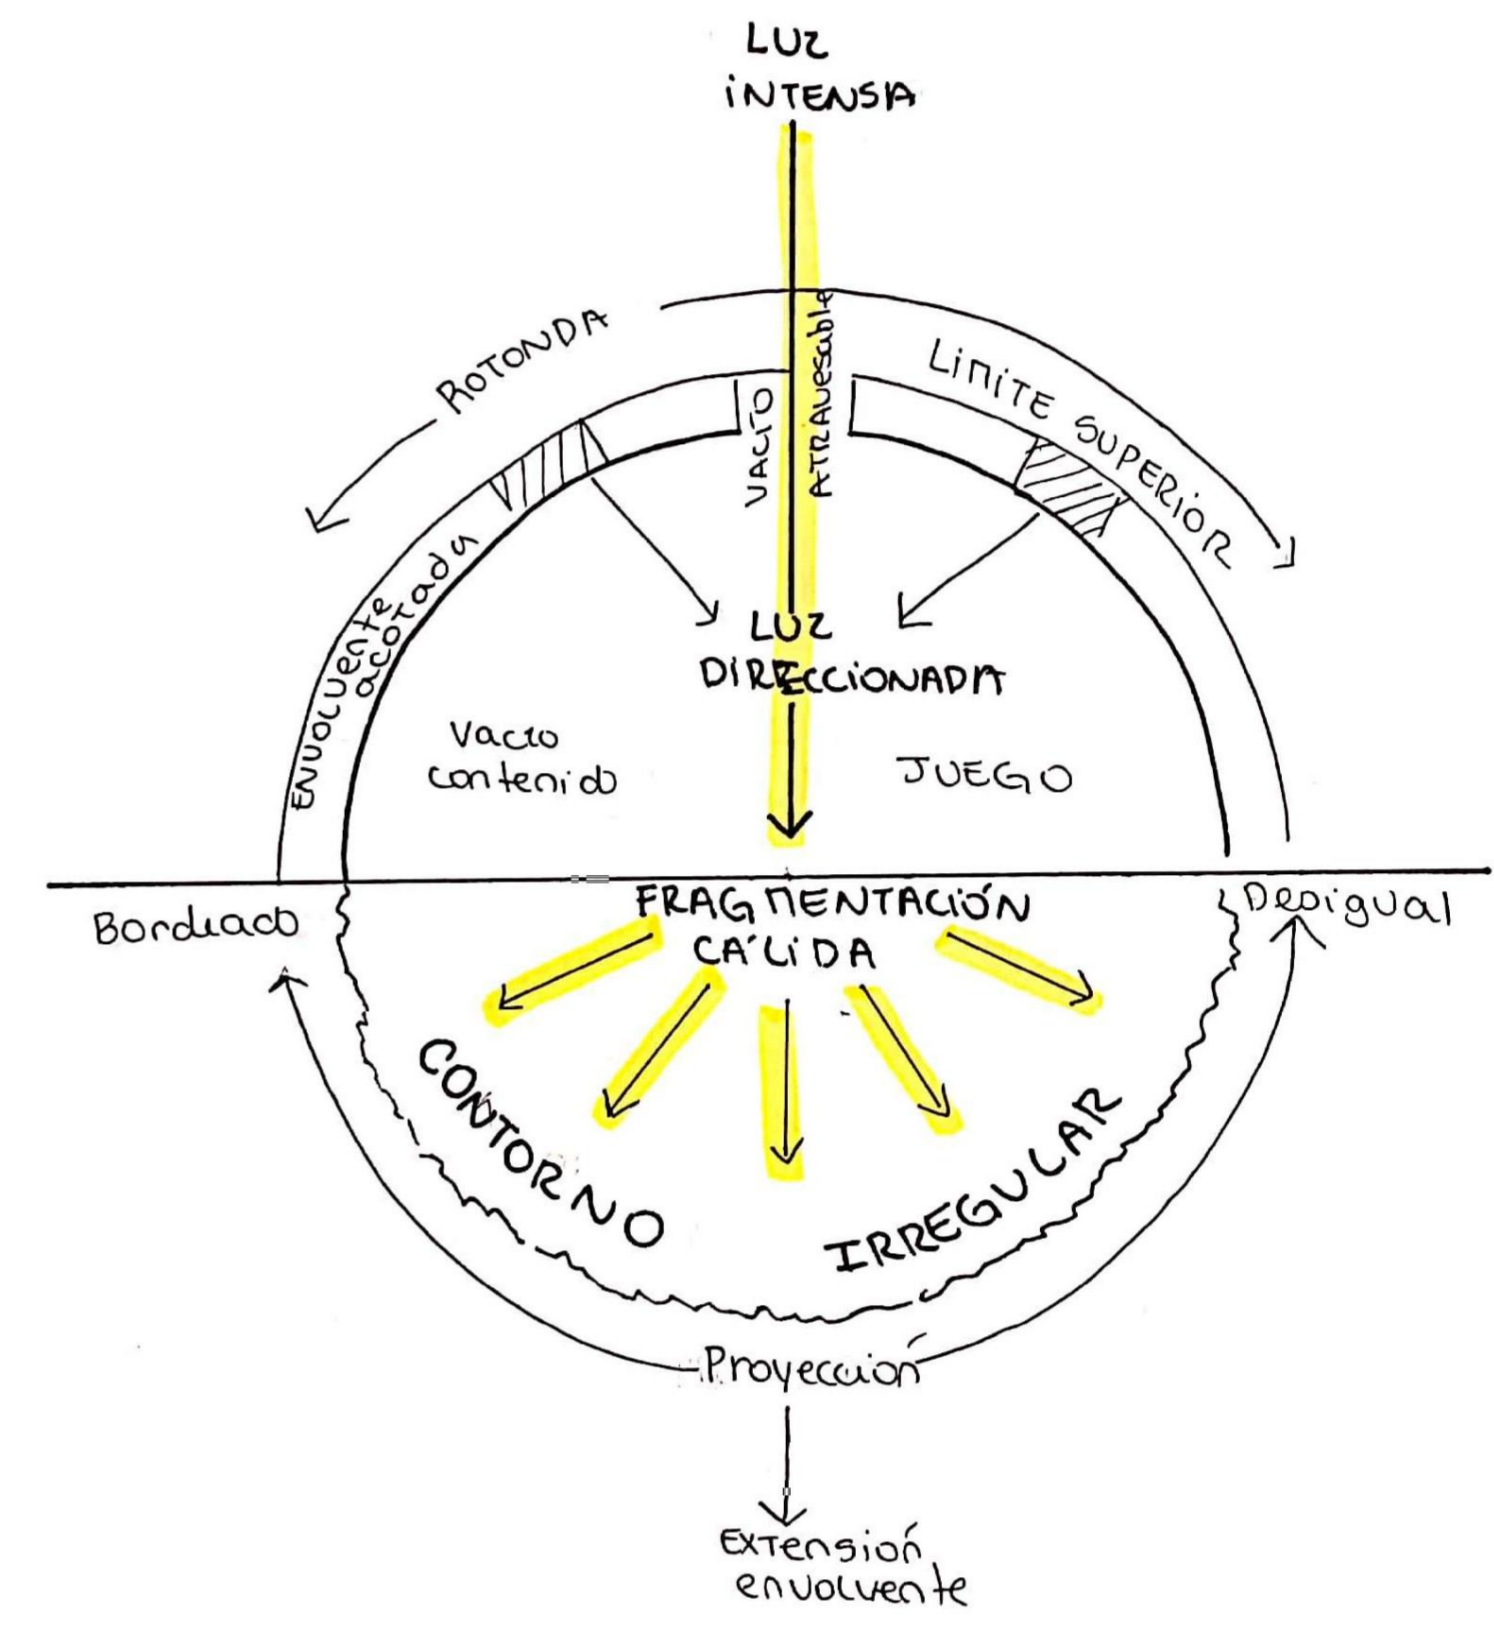 LUZ
INTENSA
ROTONDA
LIMITE SUPERIOR
VACIO
ATRAVESABLE
ENVOLVENTE
acotada
LUZ
DIRECCIONADA
Vacio
contenido
JUEGO
FRAGMENTACIÓN
CÁLIDA
Bordeado
Desigual
CONTORNO
IRREGULAR
Proyección
Extensión
envolvente